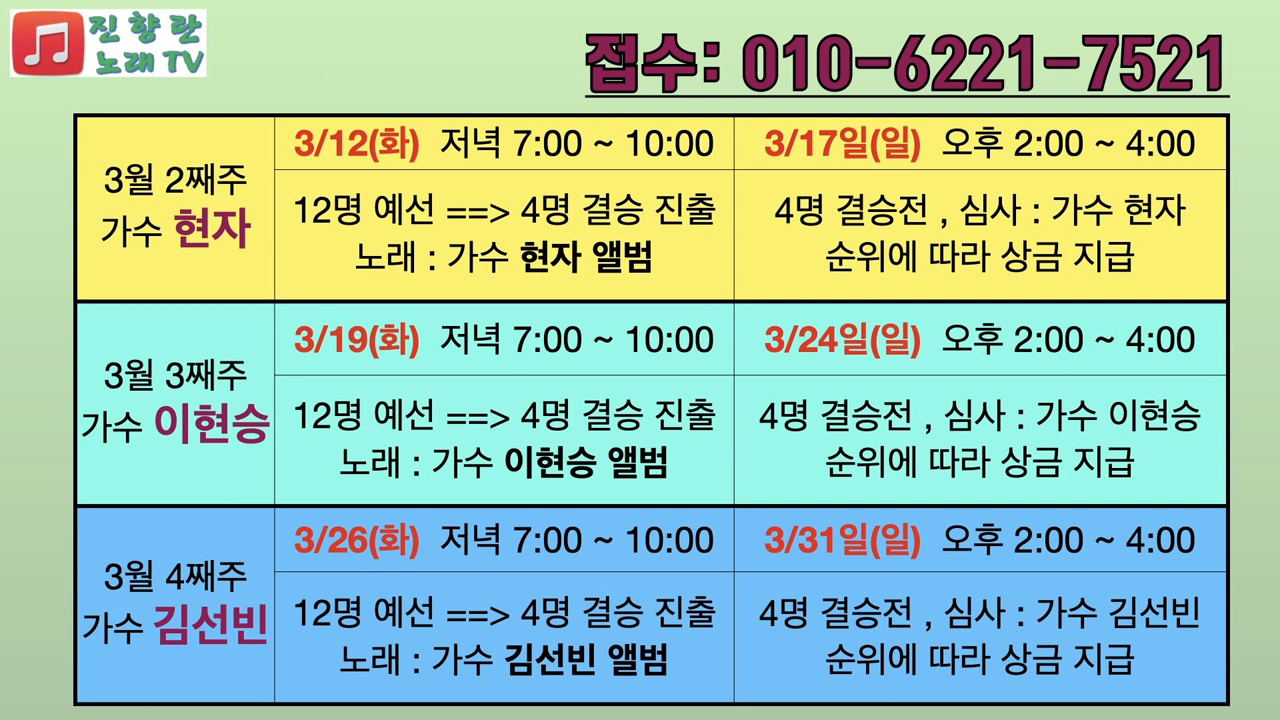 진향란
노래 TV
접수: 010-6221-7521
3월 2째주
가수 현자
3/12(화) 저녁 7:00 ~ 10:00
12명 예선 ==> 4명 결승 진출
노래 : 가수 현자 앨범
3/17일(일) 오후 2:00 ~ 4:00
4명 결승전 , 심사 : 가수 현자
순위에 따라 상금 지급
3월 3째주
가수 이현승
3/19(화) 저녁 7:00 ~ 10:00
12명 예선 ==> 4명 결승 진출
노래 : 가수 이현승 앨범
3/24일(일) 오후 2:00 ~ 4:00
4명 결승전 , 심사 : 가수 이현승
순위에 따라 상금 지급
3월 4째주
가수 김선빈
3/26(화) 저녁 7:00 ~ 10:00
12명 예선 ==> 4명 결승 진출
노래 : 가수 김선빈 앨범
3/31일(일) 오후 2:00 ~ 4:00
4명 결승전 , 심사 : 가수 김선빈
순위에 따라 상금 지급